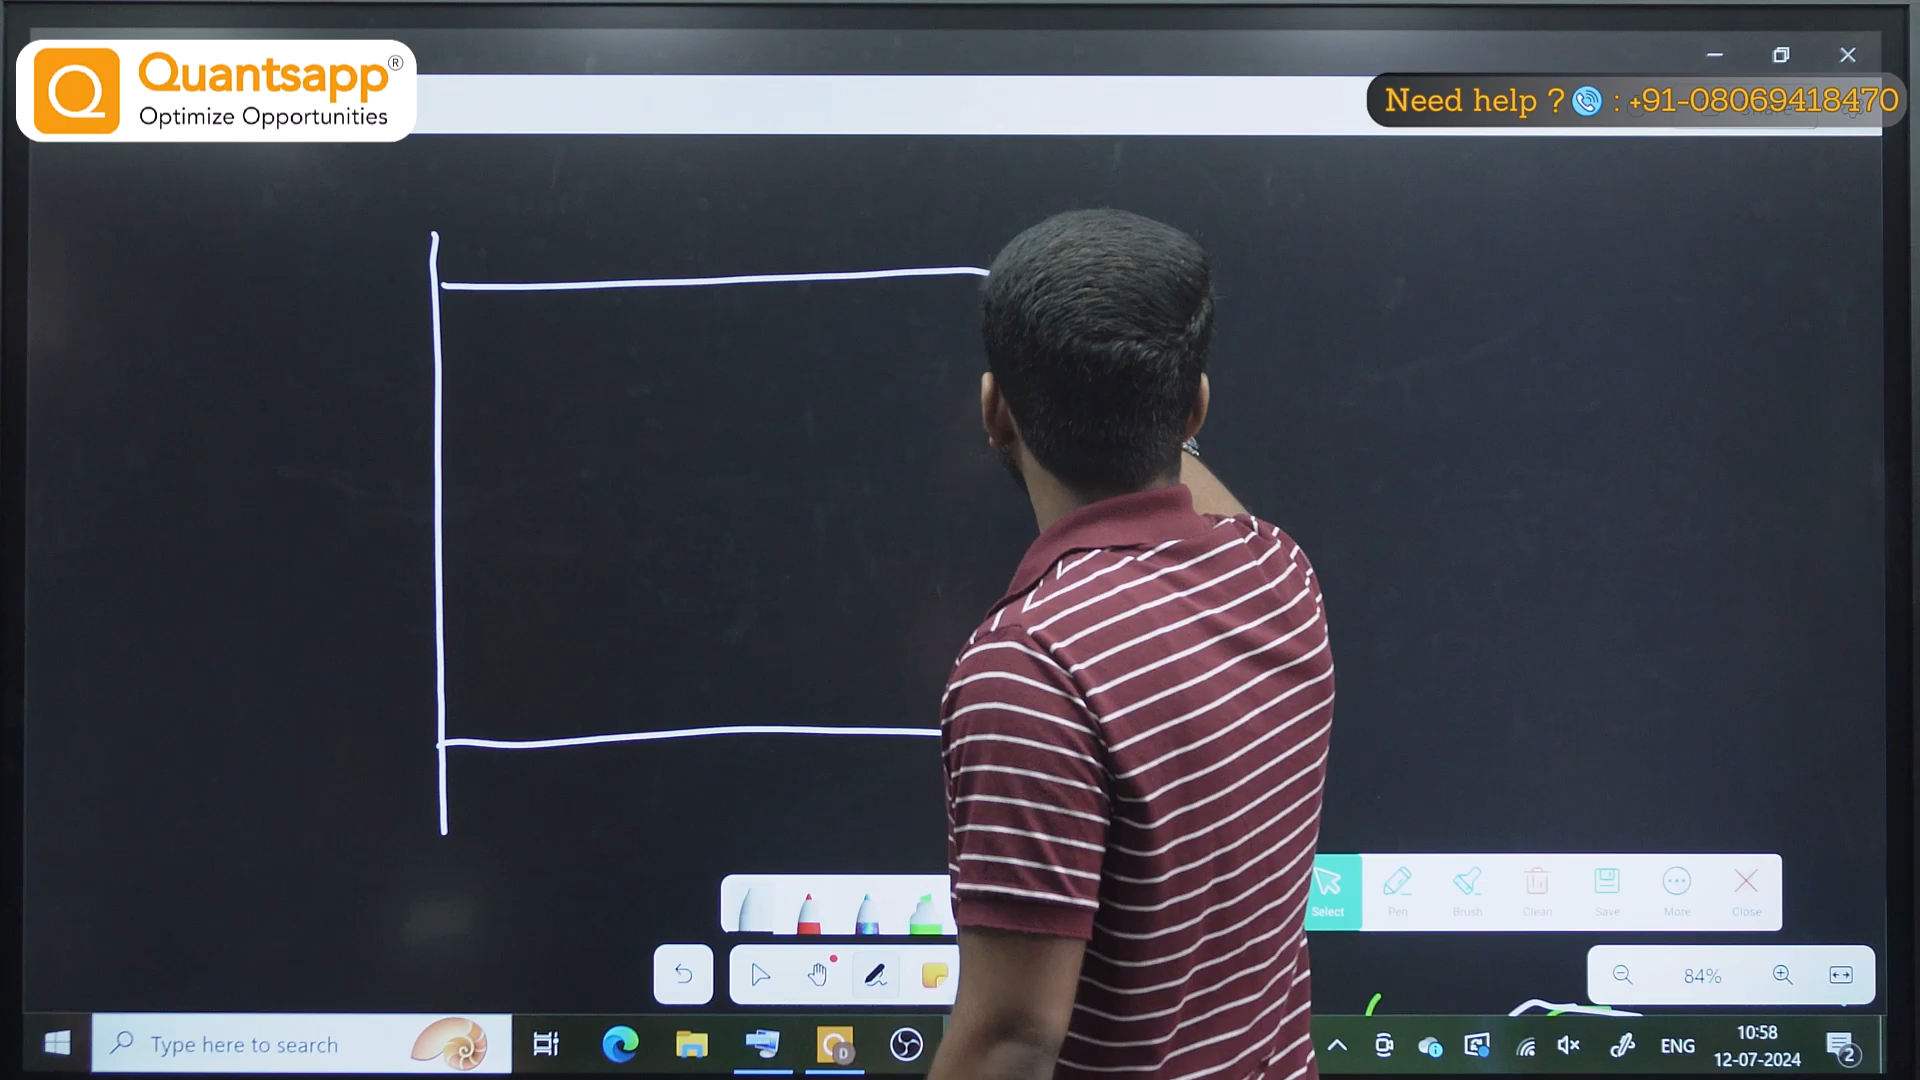 Quantsapp®
Optimize Opportunities
Need help ? : +91-08069418470
Select
Pen
Brush
Clean
Save
More
Close
84%
Type here to search
D
ENG
10:58
12-07-2024
2